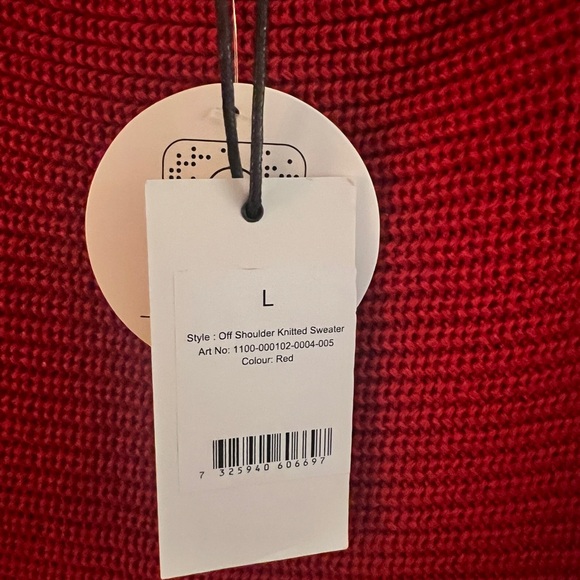 L
Style : Off Shoulder Knitted Sweater
Art No: 1100-000102-0004-005
Colour: Red
7 325940 606697